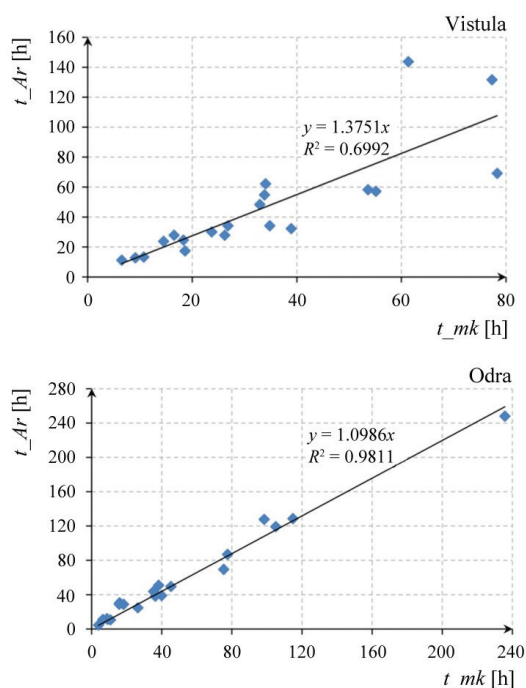 Vistula
t_Ar [h]
160
140
120
100
80
60
40
20
0
y = 1.3751x
R² = 0.6992
0 20 40 60 80
t_mk [h]
Odra
t_Ar [h]
280
240
200
160
120
80
40
0
y = 1.0986x
R² = 0.9811
0 40 80 120 160 200 240
t_mk [h]